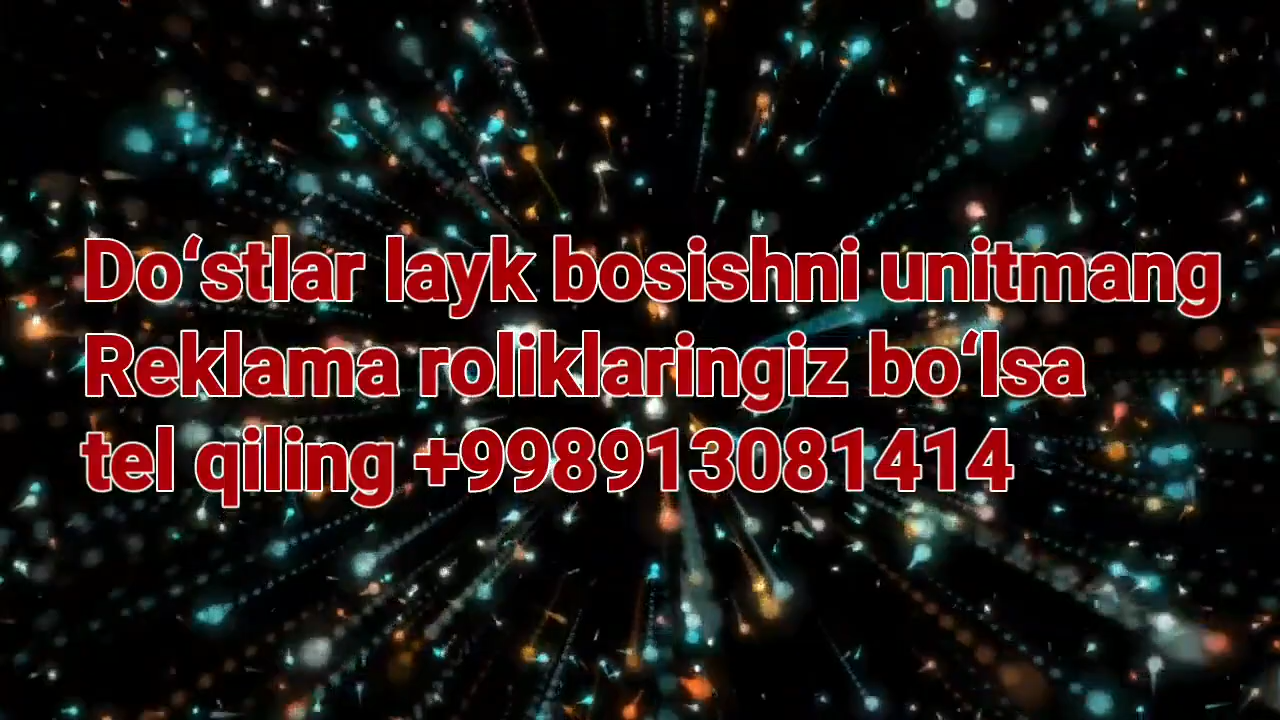 Do‘stlar layk bosishni unitmang
Reklama roliklaringiz bo‘lsa
tel qiling +998913081414